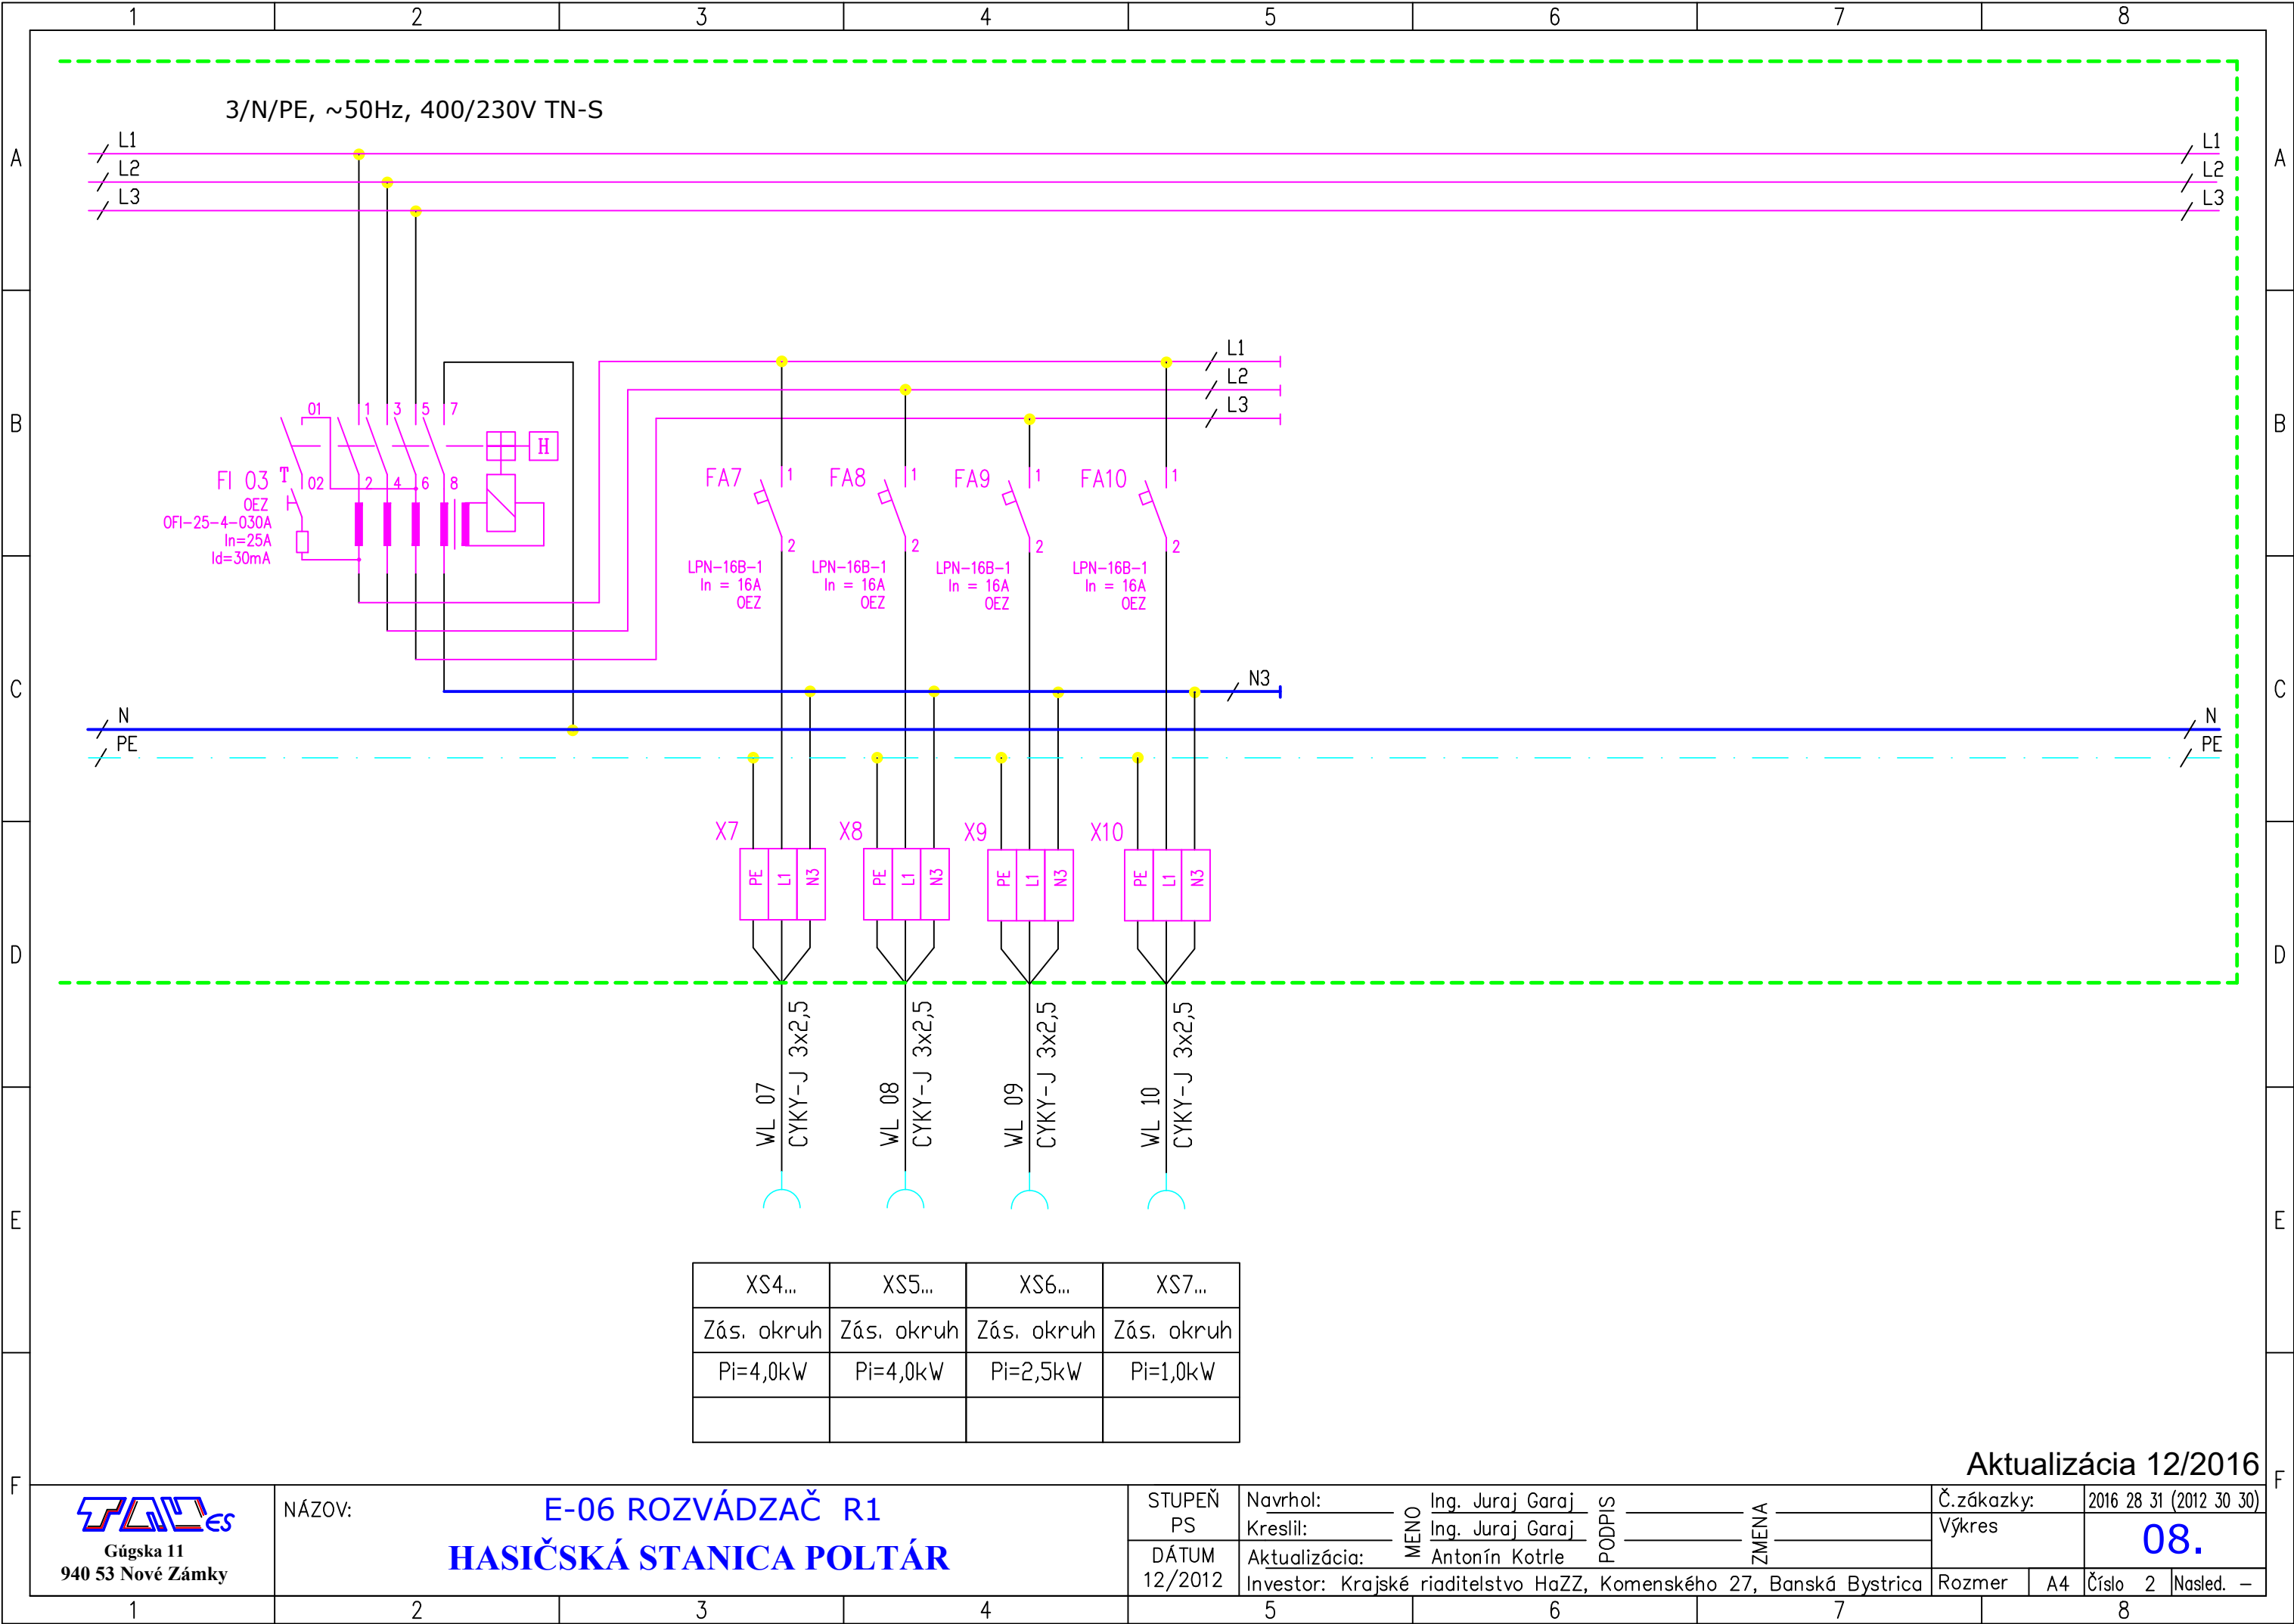 1 2 3 4 5 6 7 8
3/N/PE, ~50Hz, 400/230V TN-S
A L1 L1 A
L2 L2
L3 L3
L1
L2
L3
B 01 1 3 5 7 H B
FI 03 T 02 2 4 6 8
OEZ
OFI-25-4-030A
In=25A
Id=30mA
FA7 1 FA8 1 FA9 1 FA10 1
2 2 2 2
LPN-16B-1 LPN-16B-1 LPN-16B-1 LPN-16B-1
In = 16A In = 16A In = 16A In = 16A
OEZ OEZ OEZ OEZ
C N3 C
N N
PE PE
X7 X8 X9 X10
PE L1 N3 PE L1 N3 PE L1 N3 PE L1 N3
D D
WL 07 CYKY-J 3x2,5 WL 08 CYKY-J 3x2,5 WL 09 CYKY-J 3x2,5 WL 10 CYKY-J 3x2,5
E E
XS4... XS5... XS6... XS7...
Zás. okruh Zás. okruh Zás. okruh Zás. okruh
Pi=4,0kW Pi=4,0kW Pi=2,5kW Pi=1,0kW
Aktualizácia 12/2016
F F
ES
Gúgska 11
940 53 Nové Zámky
NÁZOV:
E-06 ROZVÁDZAČ R1
HASIČSKÁ STANICA POLTÁR
STUPEŇ
PS
DÁTUM
12/2012
Navrhol: Ing. Juraj Garaj
Kreslil: Ing. Juraj Garaj
Aktualizácia: Antonín Kotrle
MENO PODPIS ZMENA
Investor: Krajské riaditelstvo HaZZ, Komenského 27, Banská Bystrica
Č.zákazky: 2016 28 31 (2012 30 30)
Výkres 08.
Rozmer A4 Číslo 2 Nasled. –
1 2 3 4 5 6 7 8